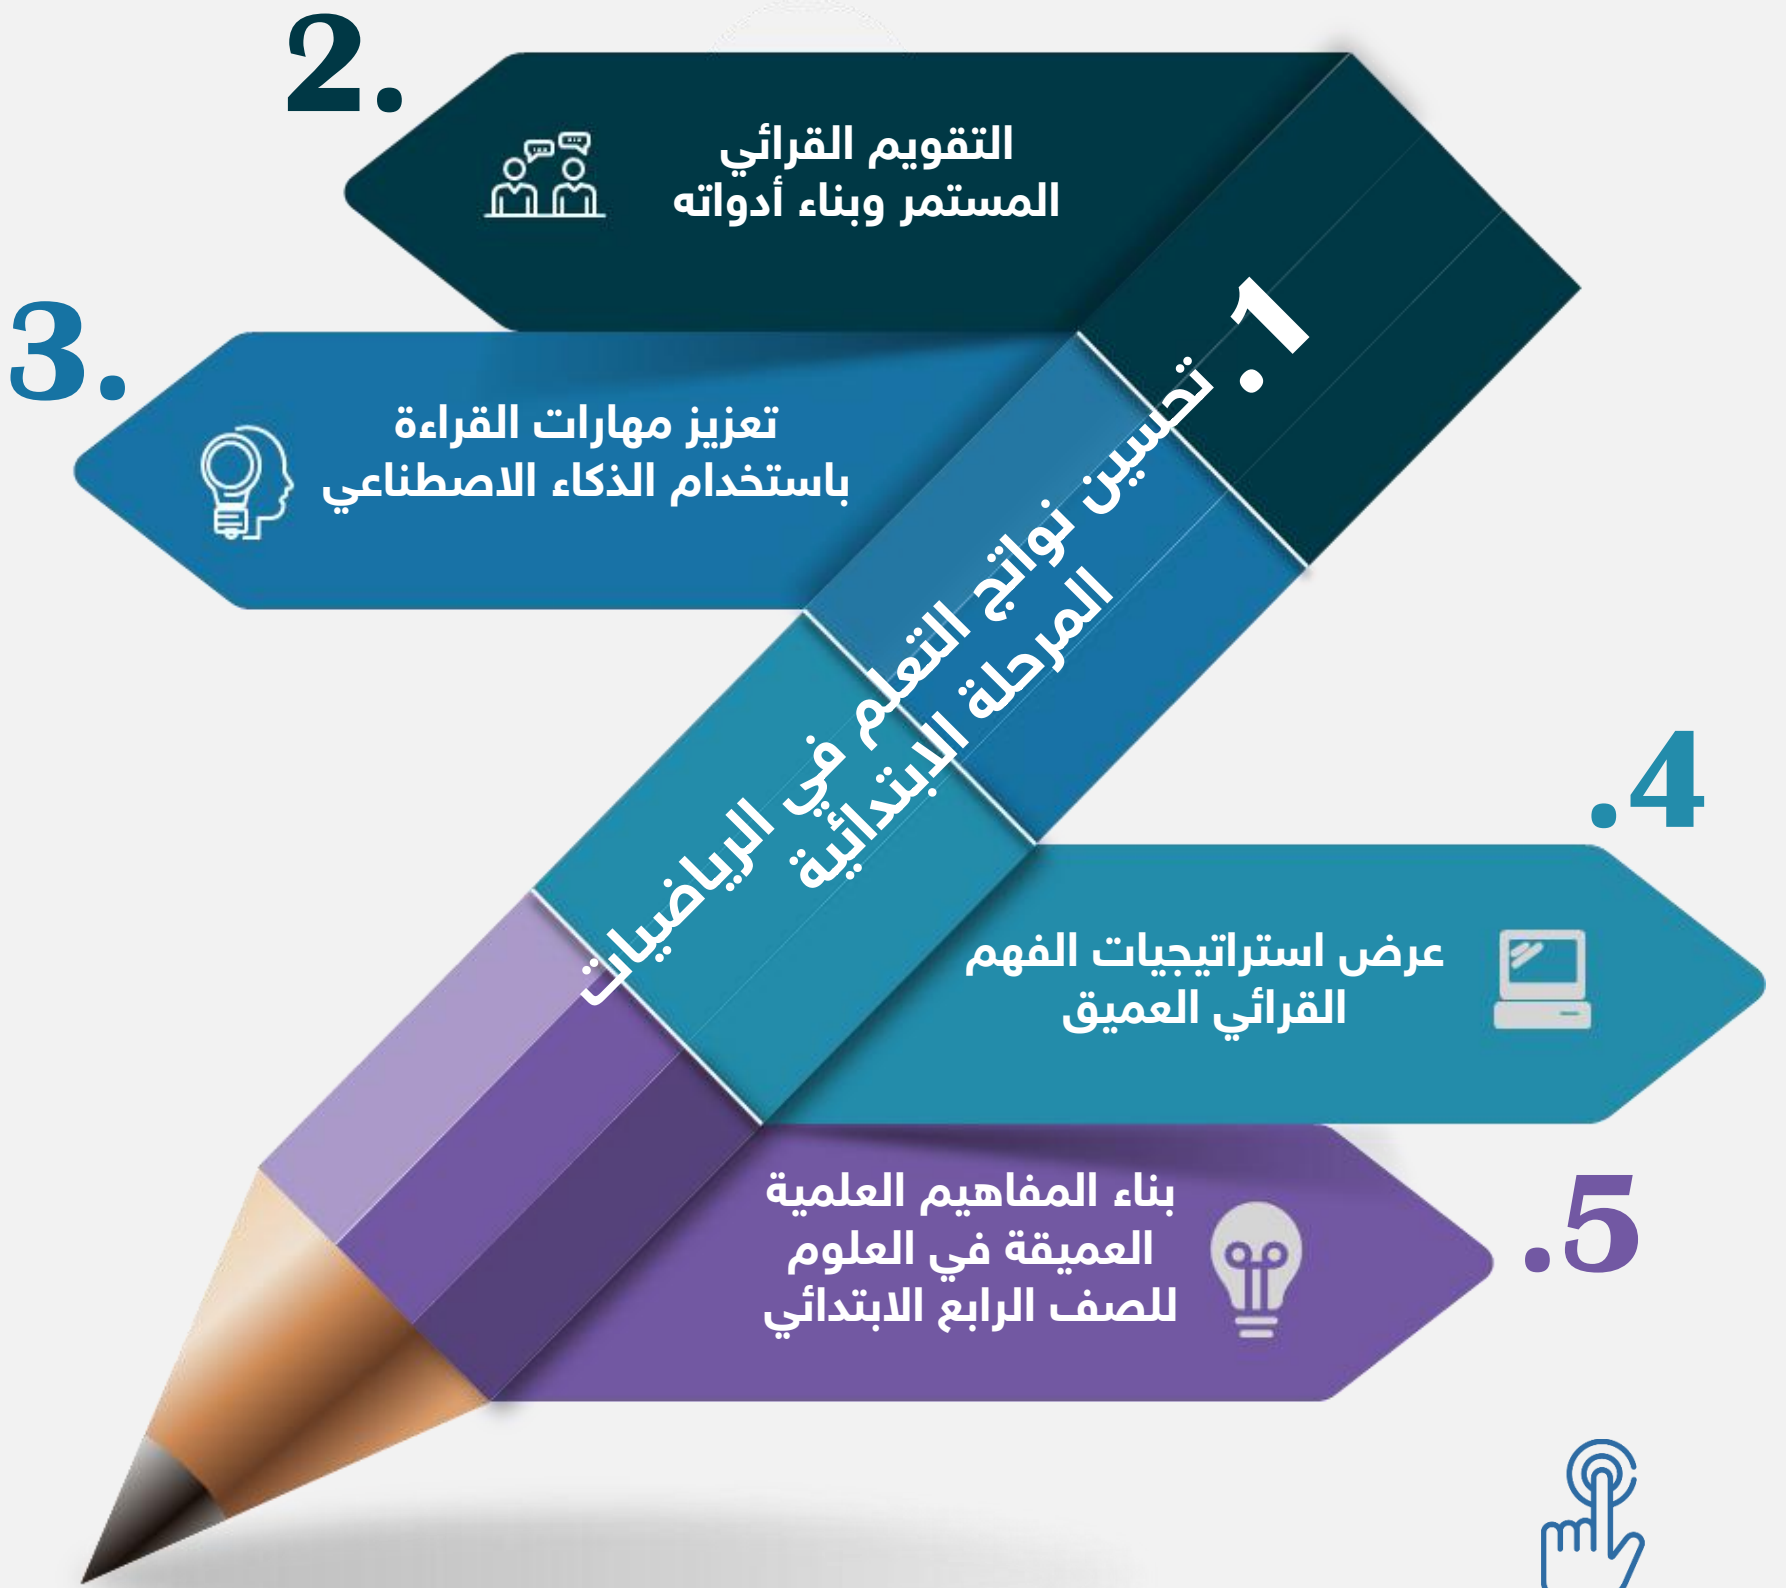 1. تحسين نواتج التعلم في الرياضيات
المرحلة الابتدائية
2.
التقويم القرائي
المستمر وبناء أدواته
3.
تعزيز مهارات القراءة
باستخدام الذكاء الاصطناعي
.4
عرض استراتيجيات الفهم
القرائي العميق
.5
بناء المفاهيم العلمية
العميقة في العلوم
للصف الرابع الابتدائي